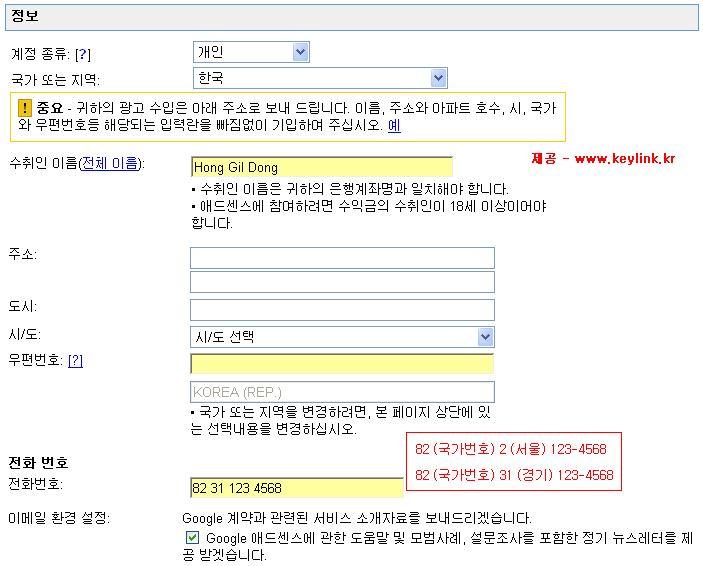 정보
계정 종류: [?] 개인
국가 또는 지역: 한국
! 중요 - 귀하의 광고 수입은 아래 주소로 보내 드립니다. 이름, 주소와 아파트 호수, 시, 국가
와 우편번호등 해당되는 입력란을 빠짐없이 기입하여 주십시오. 예
제공 - www.keylink.kr
수취인 이름(전체 이름): Hong Gil Dong
• 수취인 이름은 귀하의 은행계좌명과 일치해야 합니다.
• 애드센스에 참여하려면 수익금의 수취인이 18세 이상이어야
합니다.
주소:
도시:
시/도: 시/도 선택
우편번호: [?]
KOREA (REP.)
• 국가 또는 지역을 변경하려면, 본 페이지 상단에 있
는 선택내용을 변경하십시오.
82 (국가번호) 2 (서울) 123-4568
82 (국가번호) 31 (경기) 123-4568
전화 번호
전화번호: 82 31 123 4568
이메일 환경 설정: Google 계약과 관련된 서비스 소개자료를 보내드리겠습니다.
Google 애드센스에 관한 도움말 및 모범사례, 설문조사를 포함한 정기 뉴스레터를 제
공 받겟습니다.